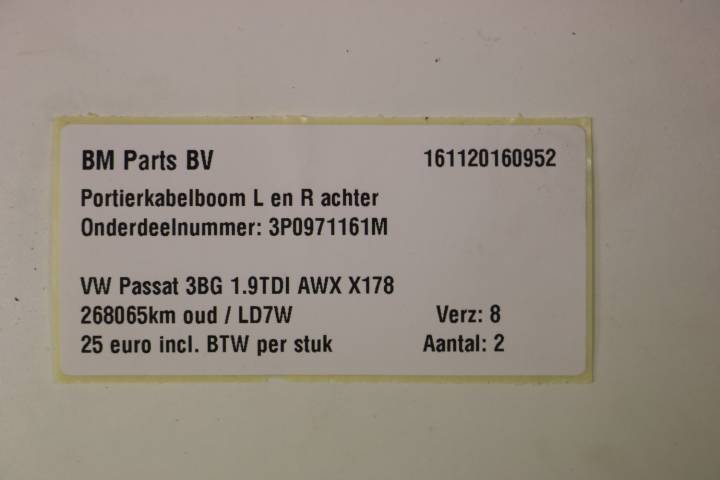 BM Parts BV 161120160952
Portierkabelboom L en R achter
Onderdeelnummer: 3P0971161M
VW Passat 3BG 1.9TDI AWX X178
268065km oud / LD7W Verz: 8
25 euro incl. BTW per stuk Aantal: 2